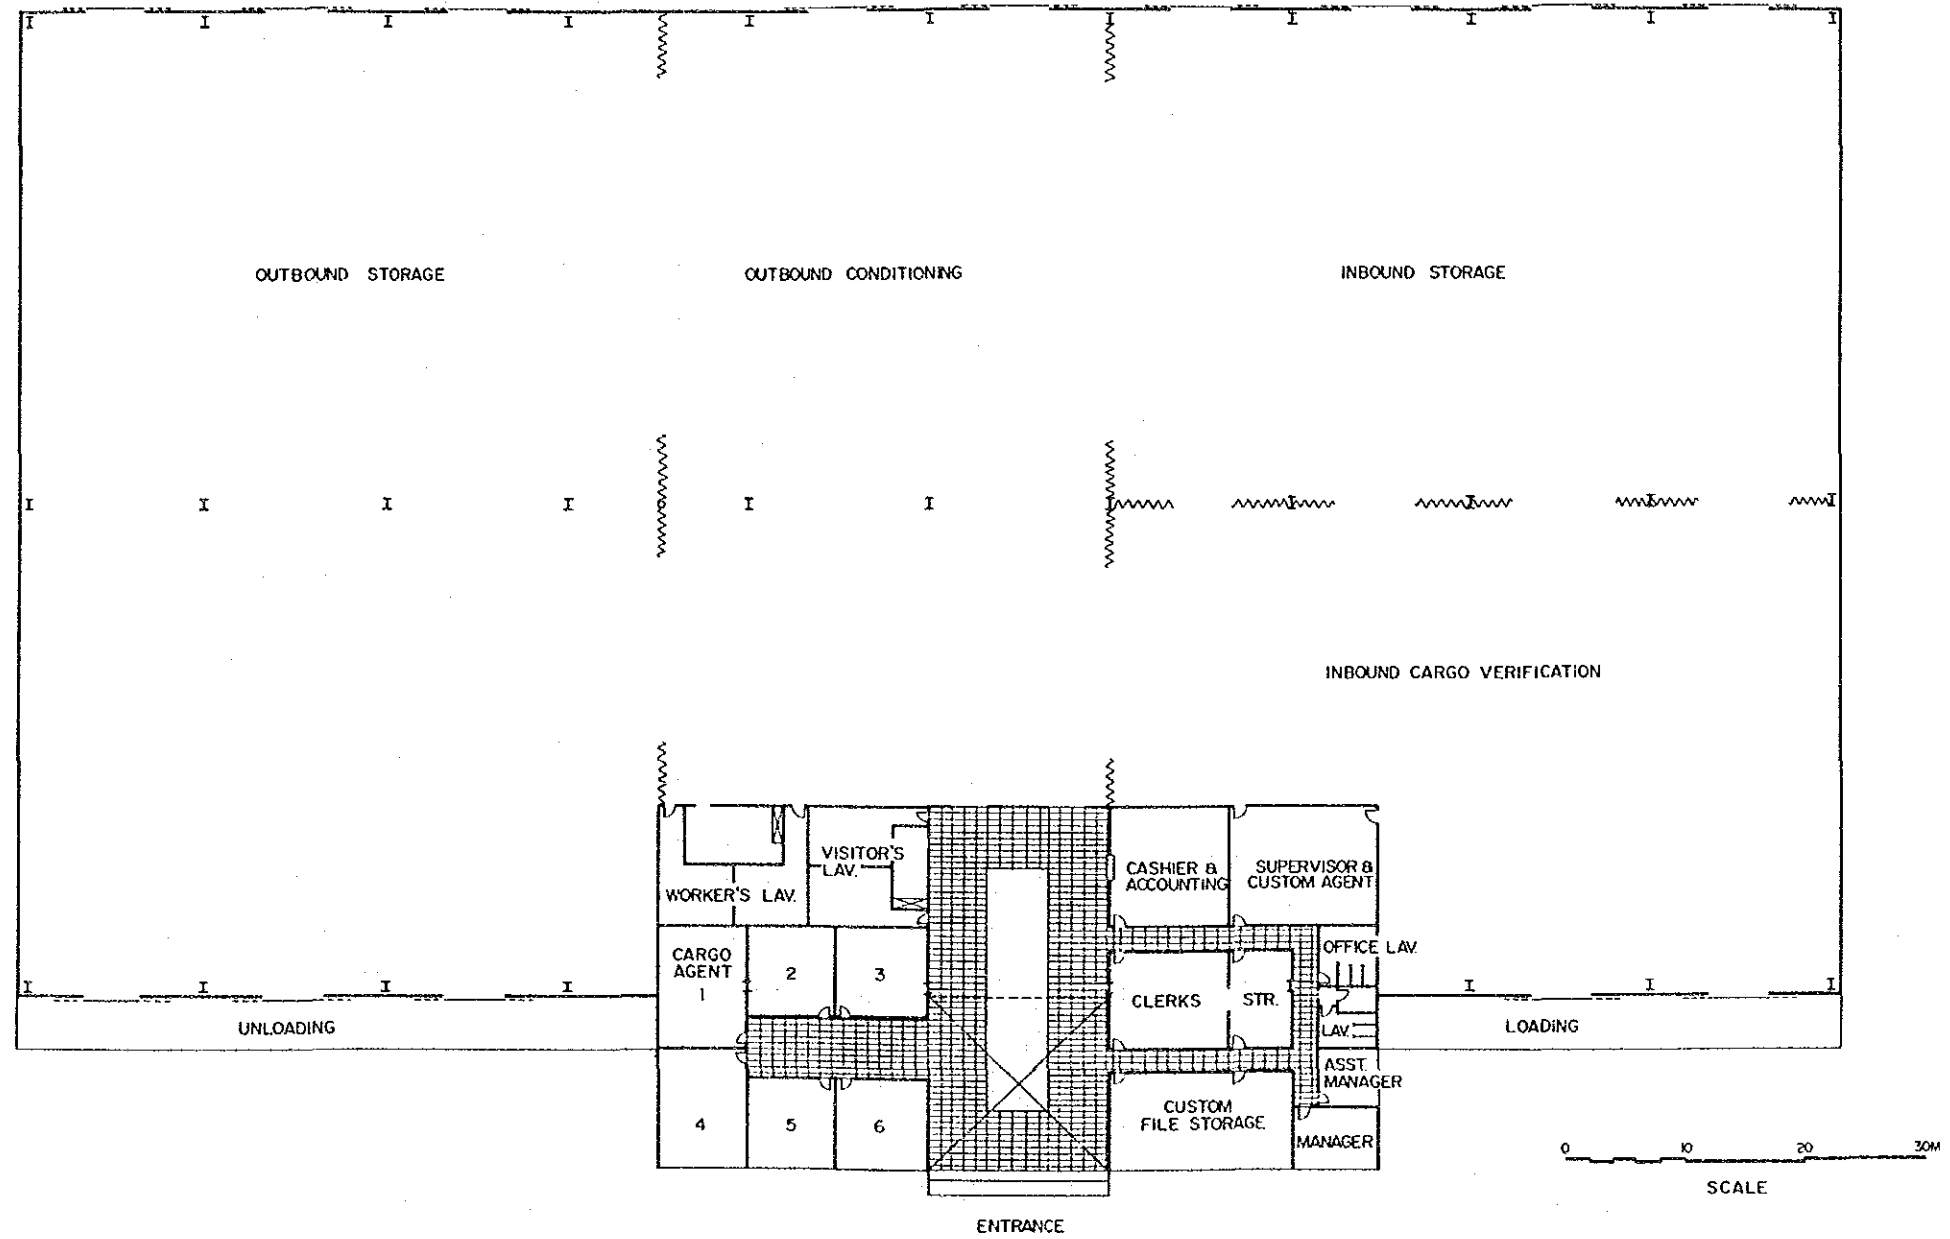 OUTBOUND STORAGE
OUTBOUND CONDITIONING
INBOUND STORAGE
INBOUND CARGO VERIFICATION
VISITOR'S
LAV.
WORKER'S LAV.
CASHIER &
ACCOUNTING
SUPERVISOR &
CUSTOM AGENT
CARGO
AGENT
1
2
3
OFFICE LAV.
CLERKS
STR.
UNLOADING
LAV.
LOADING
ASST.
MANAGER
4
5
6
CUSTOM
FILE STORAGE
MANAGER
0 10 20 30M
SCALE
ENTRANCE